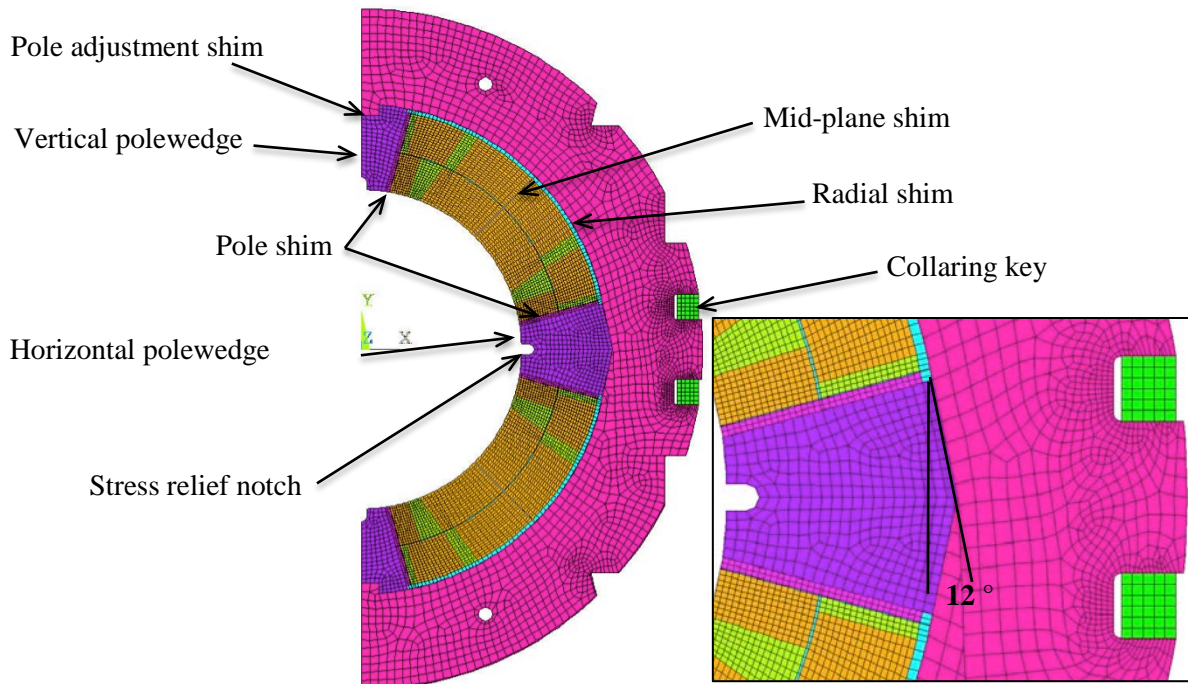 Pole adjustment shim
Vertical polewedge
Mid-plane shim
Radial shim
Pole shim
Collaring key
Y
Z X
Horizontal polewedge
Stress relief notch
12 °